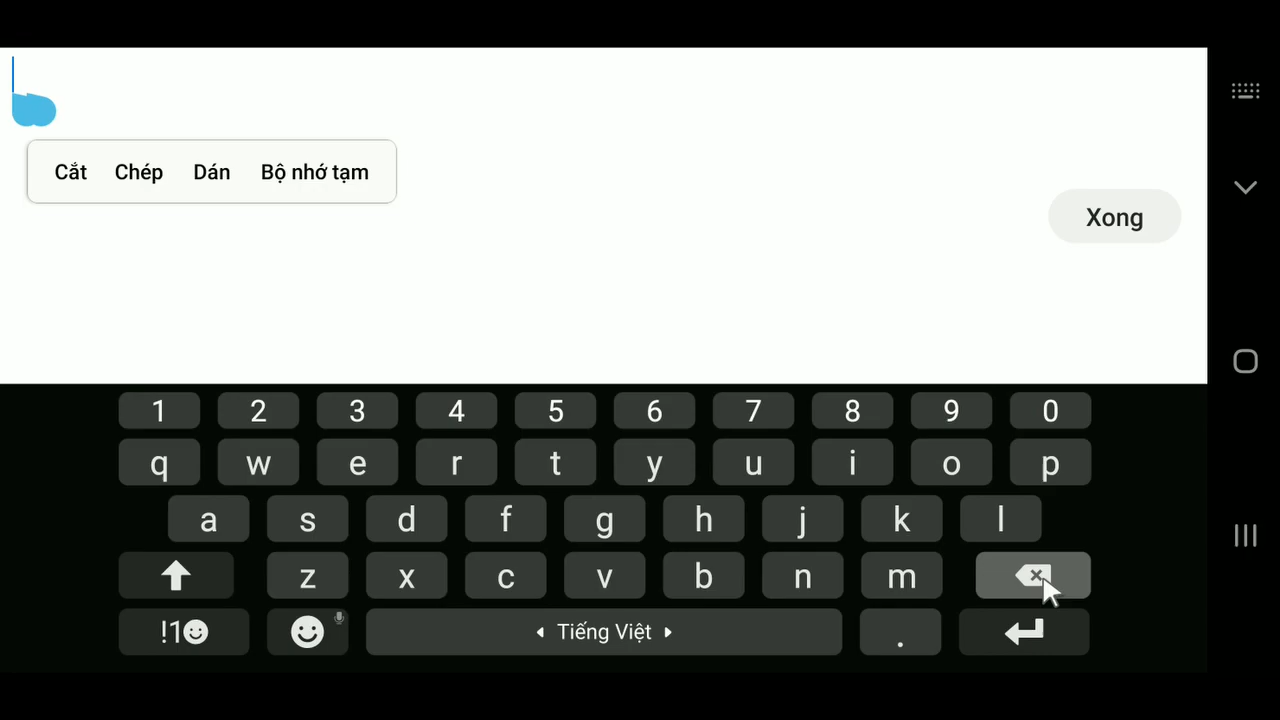 Cắt Chép Dán Bộ nhớ tạm
Xong
1 2 3 4 5 6 7 8 9 0
q w e r t y u i o p
a s d f g h j k l
z x c v b n m
!1 Tiếng Việt .